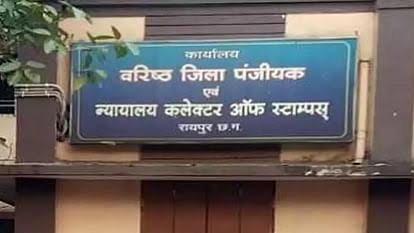 कार्यालय
वरिष्ठ जिला पंजीयक
एवं
न्यायालय कलेक्टर ऑफ स्टाम्पस्
रायपुर छ.ग.